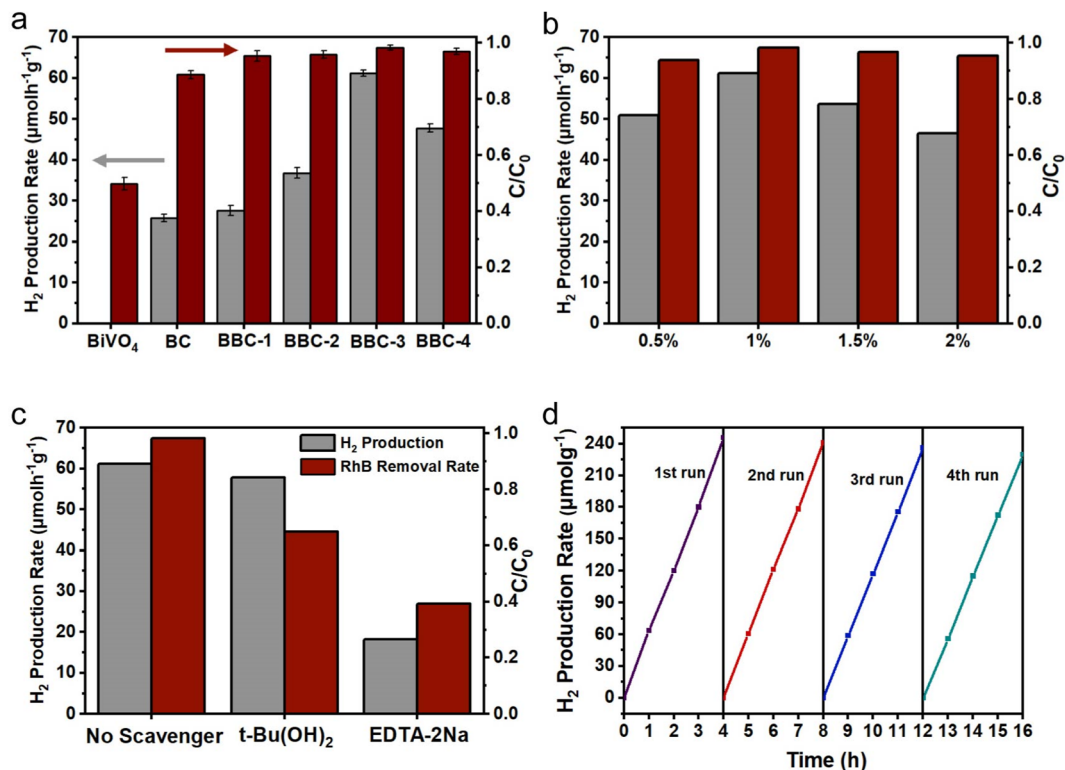 a
H₂ Production Rate (μmolh⁻¹g⁻¹)
70
60
50
40
30
20
10
0
BiVO₄ BC BBC-1 BBC-2 BBC-3 BBC-4
1.0
0.8
0.6
0.4
0.2
0.0
C/C₀
b
H₂ Production Rate (μmolh⁻¹g⁻¹)
70
60
50
40
30
20
10
0
0.5% 1% 1.5% 2%
1.0
0.8
0.6
0.4
0.2
0.0
C/C₀
c
H₂ Production Rate (μmolh⁻¹g⁻¹)
70
60
50
40
30
20
10
0
H₂ Production
RhB Removal Rate
No Scavenger t-Bu(OH)₂ EDTA-2Na
1.0
0.8
0.6
0.4
0.2
0.0
C/C₀
d
H₂ Production Rate (μmolg⁻¹)
240
210
180
150
120
90
60
30
0
1st run 2nd run 3rd run 4th run
0 1 2 3 4 5 6 7 8 9 10 11 12 13 14 15 16
Time (h)